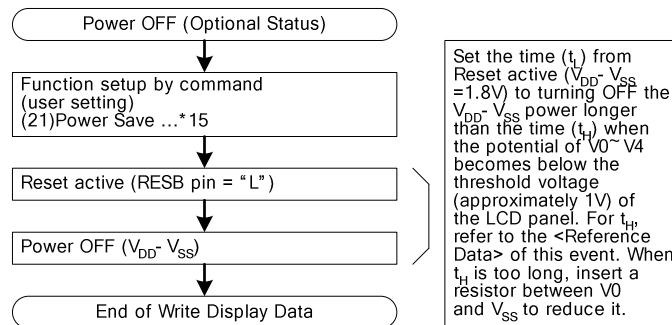 Power OFF (Optional Status)
Function setup by command
(user setting)
(21)Power Save ...*15
Reset active (RESB pin = “L”)
Power OFF (VDD- VSS)
End of Write Display Data
Set the time (tL) from
Reset active (VDD- VSS
=1.8V) to turning OFF the
VDD- VSS power longer
than the time (tH) when
the potential of V0~ V4
becomes below the
threshold voltage
(approximately 1V) of
the LCD panel. For tH,
refer to the <Reference
Data> of this event. When
tH is too long, insert a
resistor between V0
and VSS to reduce it.